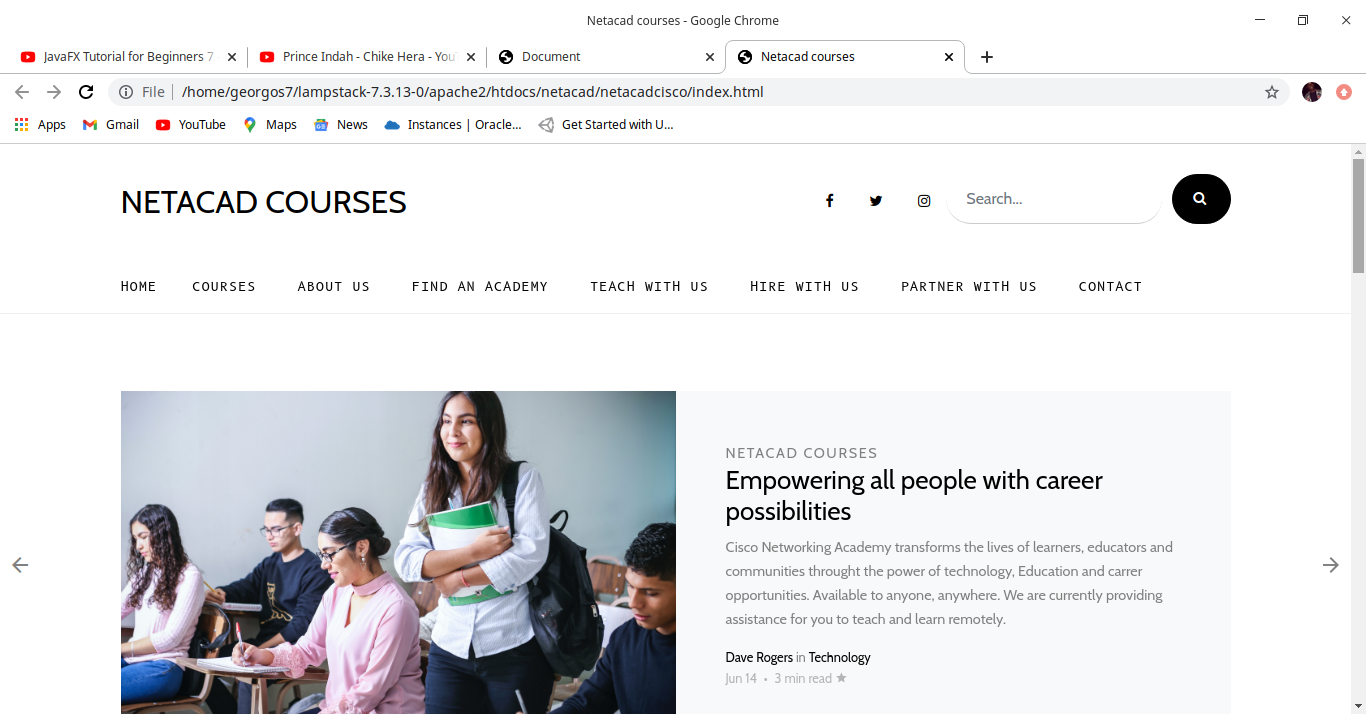 Netacad courses - Google Chrome
JavaFX Tutorial for Beginners 7
Prince Indah - Chike Hera - You
Document
Netacad courses
File
/home/georgos7/lampstack-7.3.13-0/apache2/htdocs/netacad/netacadcisco/index.html
Apps
Gmail
YouTube
Maps
News
Instances | Oracle...
Get Started with U...
NETACAD COURSES
Search...
HOME
COURSES
ABOUT US
FIND AN ACADEMY
TEACH WITH US
HIRE WITH US
PARTNER WITH US
CONTACT
NETACAD COURSES
Empowering all people with career
possibilities
Cisco Networking Academy transforms the lives of learners, educators and
communities throught the power of technology, Education and carrer
opportunities. Available to anyone, anywhere. We are currently providing
assistance for you to teach and learn remotely.
Dave Rogers in Technology
Jun 14 • 3 min read ★